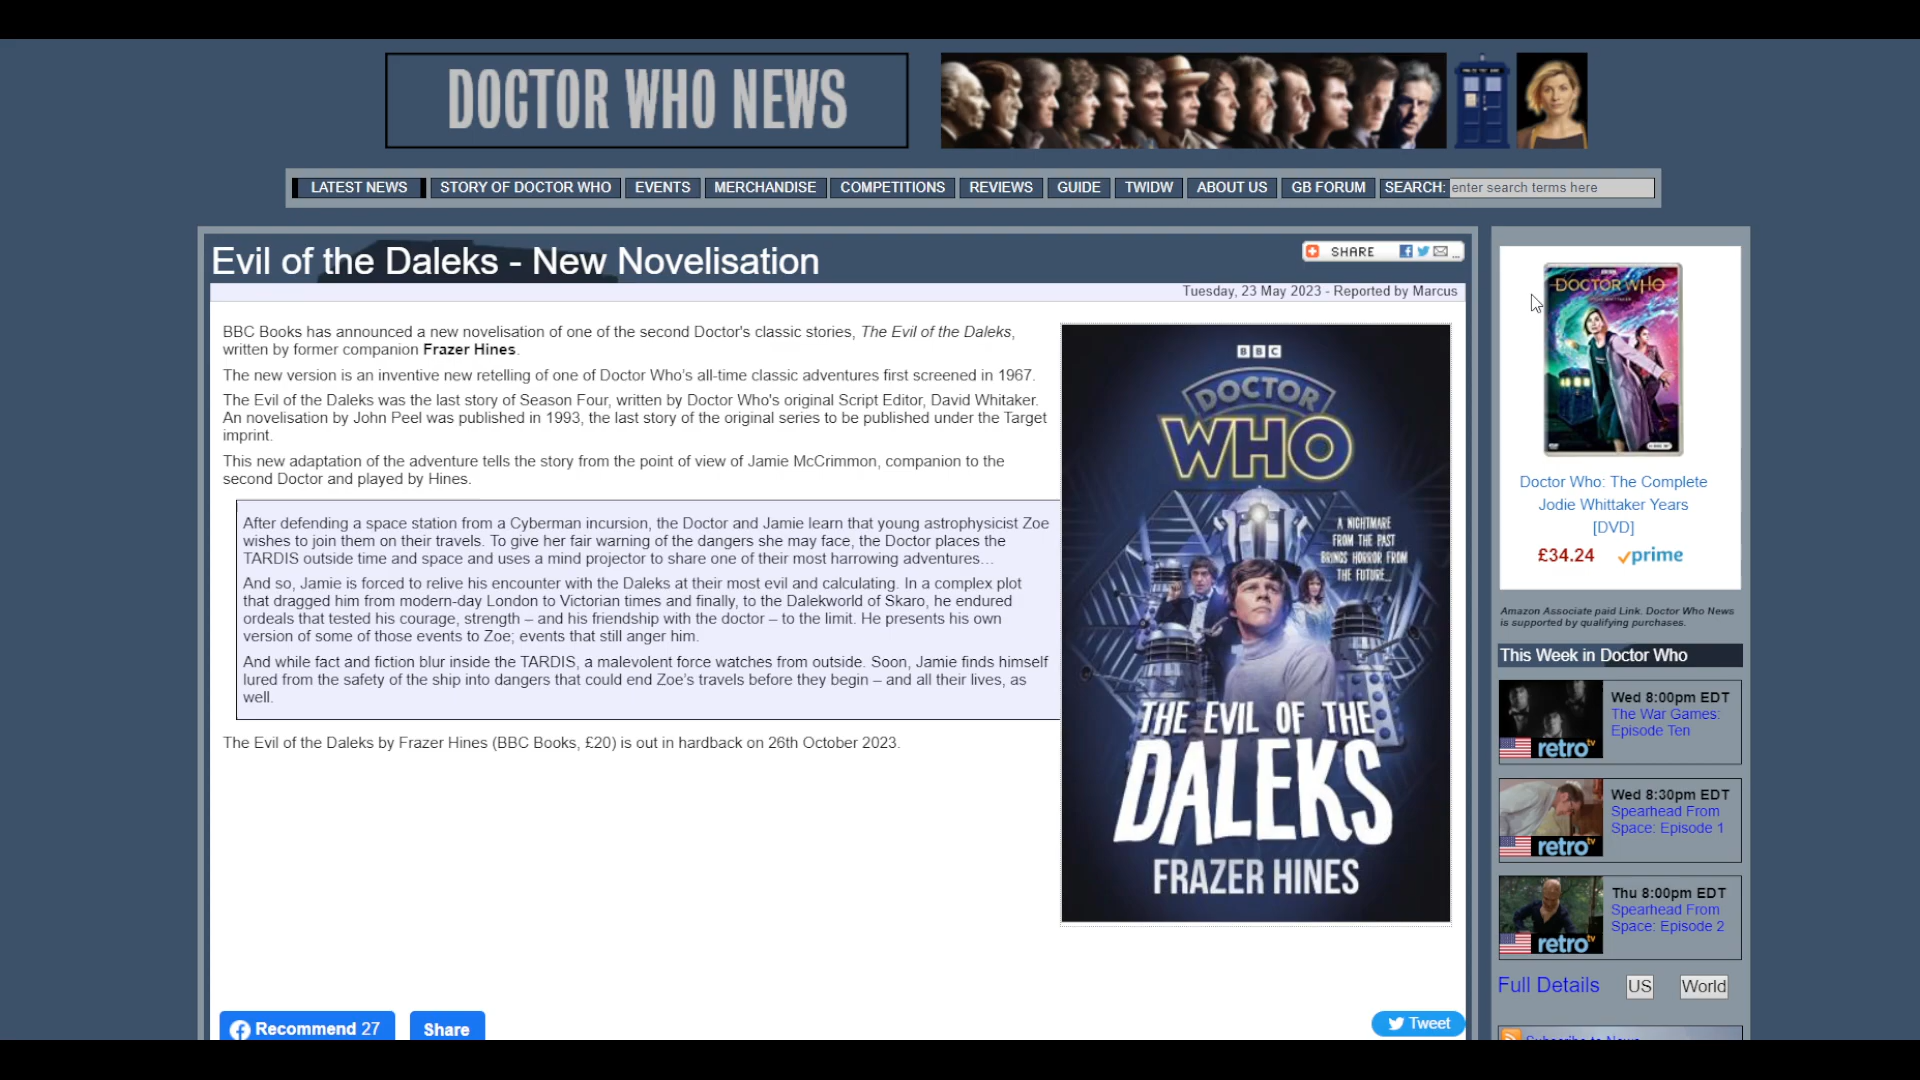 DOCTOR WHO NEWS
LATEST NEWS
STORY OF DOCTOR WHO
EVENTS
MERCHANDISE
COMPETITIONS
REVIEWS
GUIDE
TWIDW
ABOUT US
GB FORUM
SEARCH: enter search terms here
Evil of the Daleks - New Novelisation
SHARE
Tuesday, 23 May 2023 - Reported by Marcus
BBC Books has announced a new novelisation of one of the second Doctor's classic stories, The Evil of the Daleks,
written by former companion Frazer Hines.
The new version is an inventive new retelling of one of Doctor Who's all-time classic adventures first screened in 1967.
The Evil of the Daleks was the last story of Season Four, written by Doctor Who's original Script Editor, David Whitaker.
An novelisation by John Peel was published in 1993, the last story of the original series to be published under the Target
imprint.
This new adaptation of the adventure tells the story from the point of view of Jamie McCrimmon, companion to the
second Doctor and played by Hines.
After defending a space station from a Cyberman incursion, the Doctor and Jamie learn that young astrophysicist Zoe
wishes to join them on their travels. To give her fair warning of the dangers she may face, the Doctor places the
TARDIS outside time and space and uses a mind projector to share one of their most harrowing adventures…
And so, Jamie is forced to relive his encounter with the Daleks at their most evil and calculating. In a complex plot
that dragged him from modern-day London to Victorian times and finally, to the Dalekworld of Skaro, he endured
ordeals that tested his courage, strength – and his friendship with the doctor – to the limit. He presents his own
version of some of those events to Zoe; events that still anger him.
And while fact and fiction blur inside the TARDIS, a malevolent force watches from outside. Soon, Jamie finds himself
lured from the safety of the ship into dangers that could end Zoe's travels before they begin – and all their lives, as
well.
The Evil of the Daleks by Frazer Hines (BBC Books, £20) is out in hardback on 26th October 2023.
BBC
DOCTOR
WHO
A NIGHTMARE
FROM THE PAST
BRINGS HORROR FROM
THE FUTURE...
THE EVIL OF THE
DALEKS
FRAZER HINES
Recommend 27
Share
Tweet
DOCTOR WHO
Doctor Who: The Complete
Jodie Whittaker Years
[DVD]
£34.24
prime
Amazon Associate paid Link. Doctor Who News
is supported by qualifying purchases.
This Week in Doctor Who
Wed 8:00pm EDT
The War Games:
Episode Ten
retro tv
Wed 8:30pm EDT
Spearhead From
Space: Episode 1
retro tv
Thu 8:00pm EDT
Spearhead From
Space: Episode 2
retro tv
Full Details
US
World